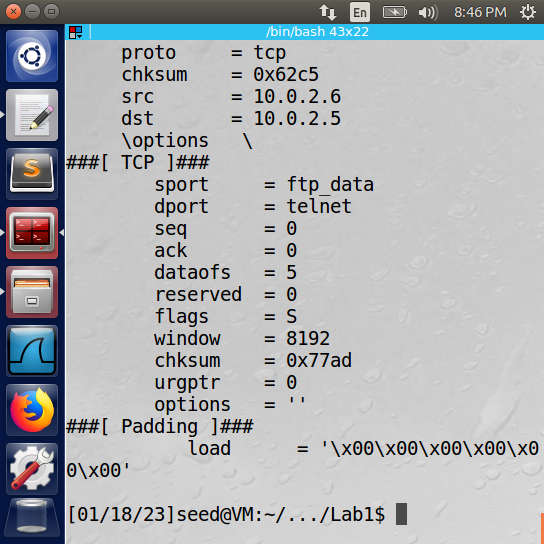 En
8:46 PM
/bin/bash 43x22
proto = tcp
chksum = 0x62c5
src = 10.0.2.6
dst = 10.0.2.5
\options \
###[ TCP ]###
sport = ftp_data
dport = telnet
seq = 0
ack = 0
dataofs = 5
reserved = 0
flags = S
window = 8192
chksum = 0x77ad
urgptr = 0
options = ''
###[ Padding ]###
load = '\x00\x00\x00\x00\x0
0\x00'
[01/18/23]seed@VM:~/.../Lab1$